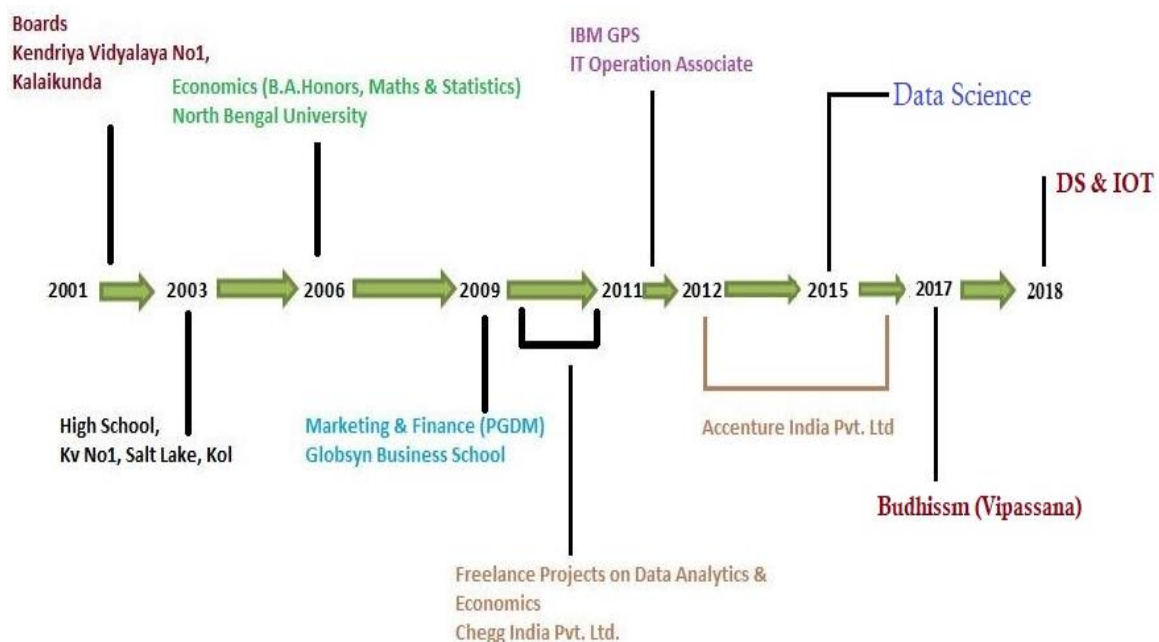 Boards
Kendriya Vidyalaya No1,
Kalaikunda
Economics (B.A.Honors, Maths & Statistics)
North Bengal University
IBM GPS
IT Operation Associate
Data Science
DS & IOT
2001
2003
2006
2009
2011
2012
2015
2017
2018
High School,
Kv No1, Salt Lake, Kol
Marketing & Finance (PGDM)
Globsyn Business School
Accenture India Pvt. Ltd
Budhissm (Vipassana)
Freelance Projects on Data Analytics &
Economics
Chegg India Pvt. Ltd.